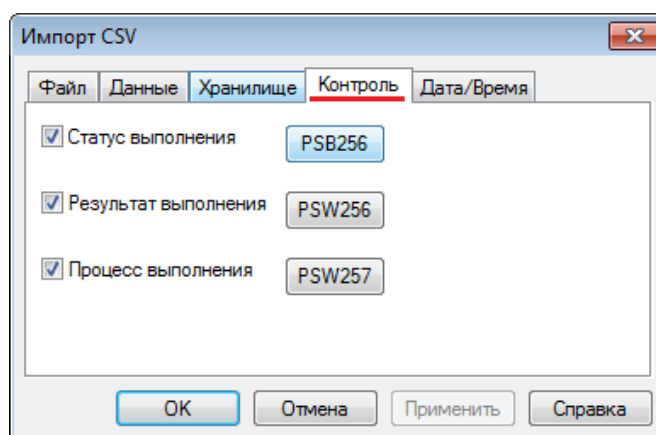 Импорт CSV
Файл Данные Хранилище Контроль Дата/Время
Статус выполнения PSB256
Результат выполнения PSW256
Процесс выполнения PSW257
OK Отмена Применить Справка